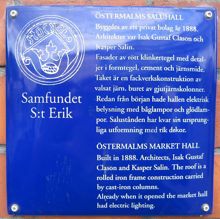 Samfundet
S:t Erik
ÖSTERMALMS SALUHALL
Byggdes av ett privat bolag år 1888.
Arkitekter var Isak Gustaf Clason och
Kasper Salin.
Fasader av rött klinkertegel med detal-
jer i formtegel, cement och järnsmide.
Taket är en fackverkskonstruktion av
valsat järn, buret av gjutjärnskolonner.
Redan från början hade hallen elektrisk
belysning med båglampor och glödlam-
por. Salustånden har kvar sin ursprung-
liga utformning med rik dekor.
ÖSTERMALMS MARKET HALL
Built in 1888. Architects, Isak Gustaf
Clason and Kasper Salin. The roof is a
rolled iron frame construction carried
by cast-iron columns.
Already when it opened the market hall
had electric lighting.